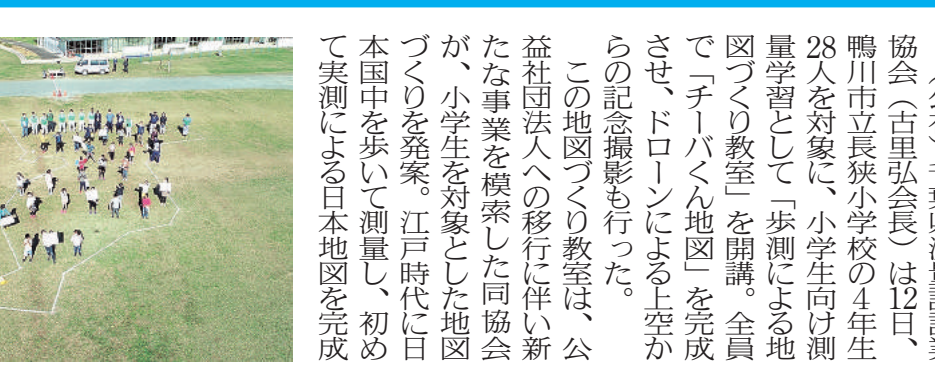 協会（古里弘会長）は12日、
鴨川市立長狭小学校の４年生
28人を対象に、小学生向け測
量学習として「歩測による地
図づくり教室」を開講。全員
で「チーバくん地図」を完成
させ、ドローンによる上空か
らの記念撮影も行った。
この地図づくり教室は、公
益社団法人への移行に伴い新
たな事業を模索した同協会
が、小学生を対象とした地図
づくりを発案。江戸時代に日
本国中を歩いて測量し、初め
て実測による日本地図を完成